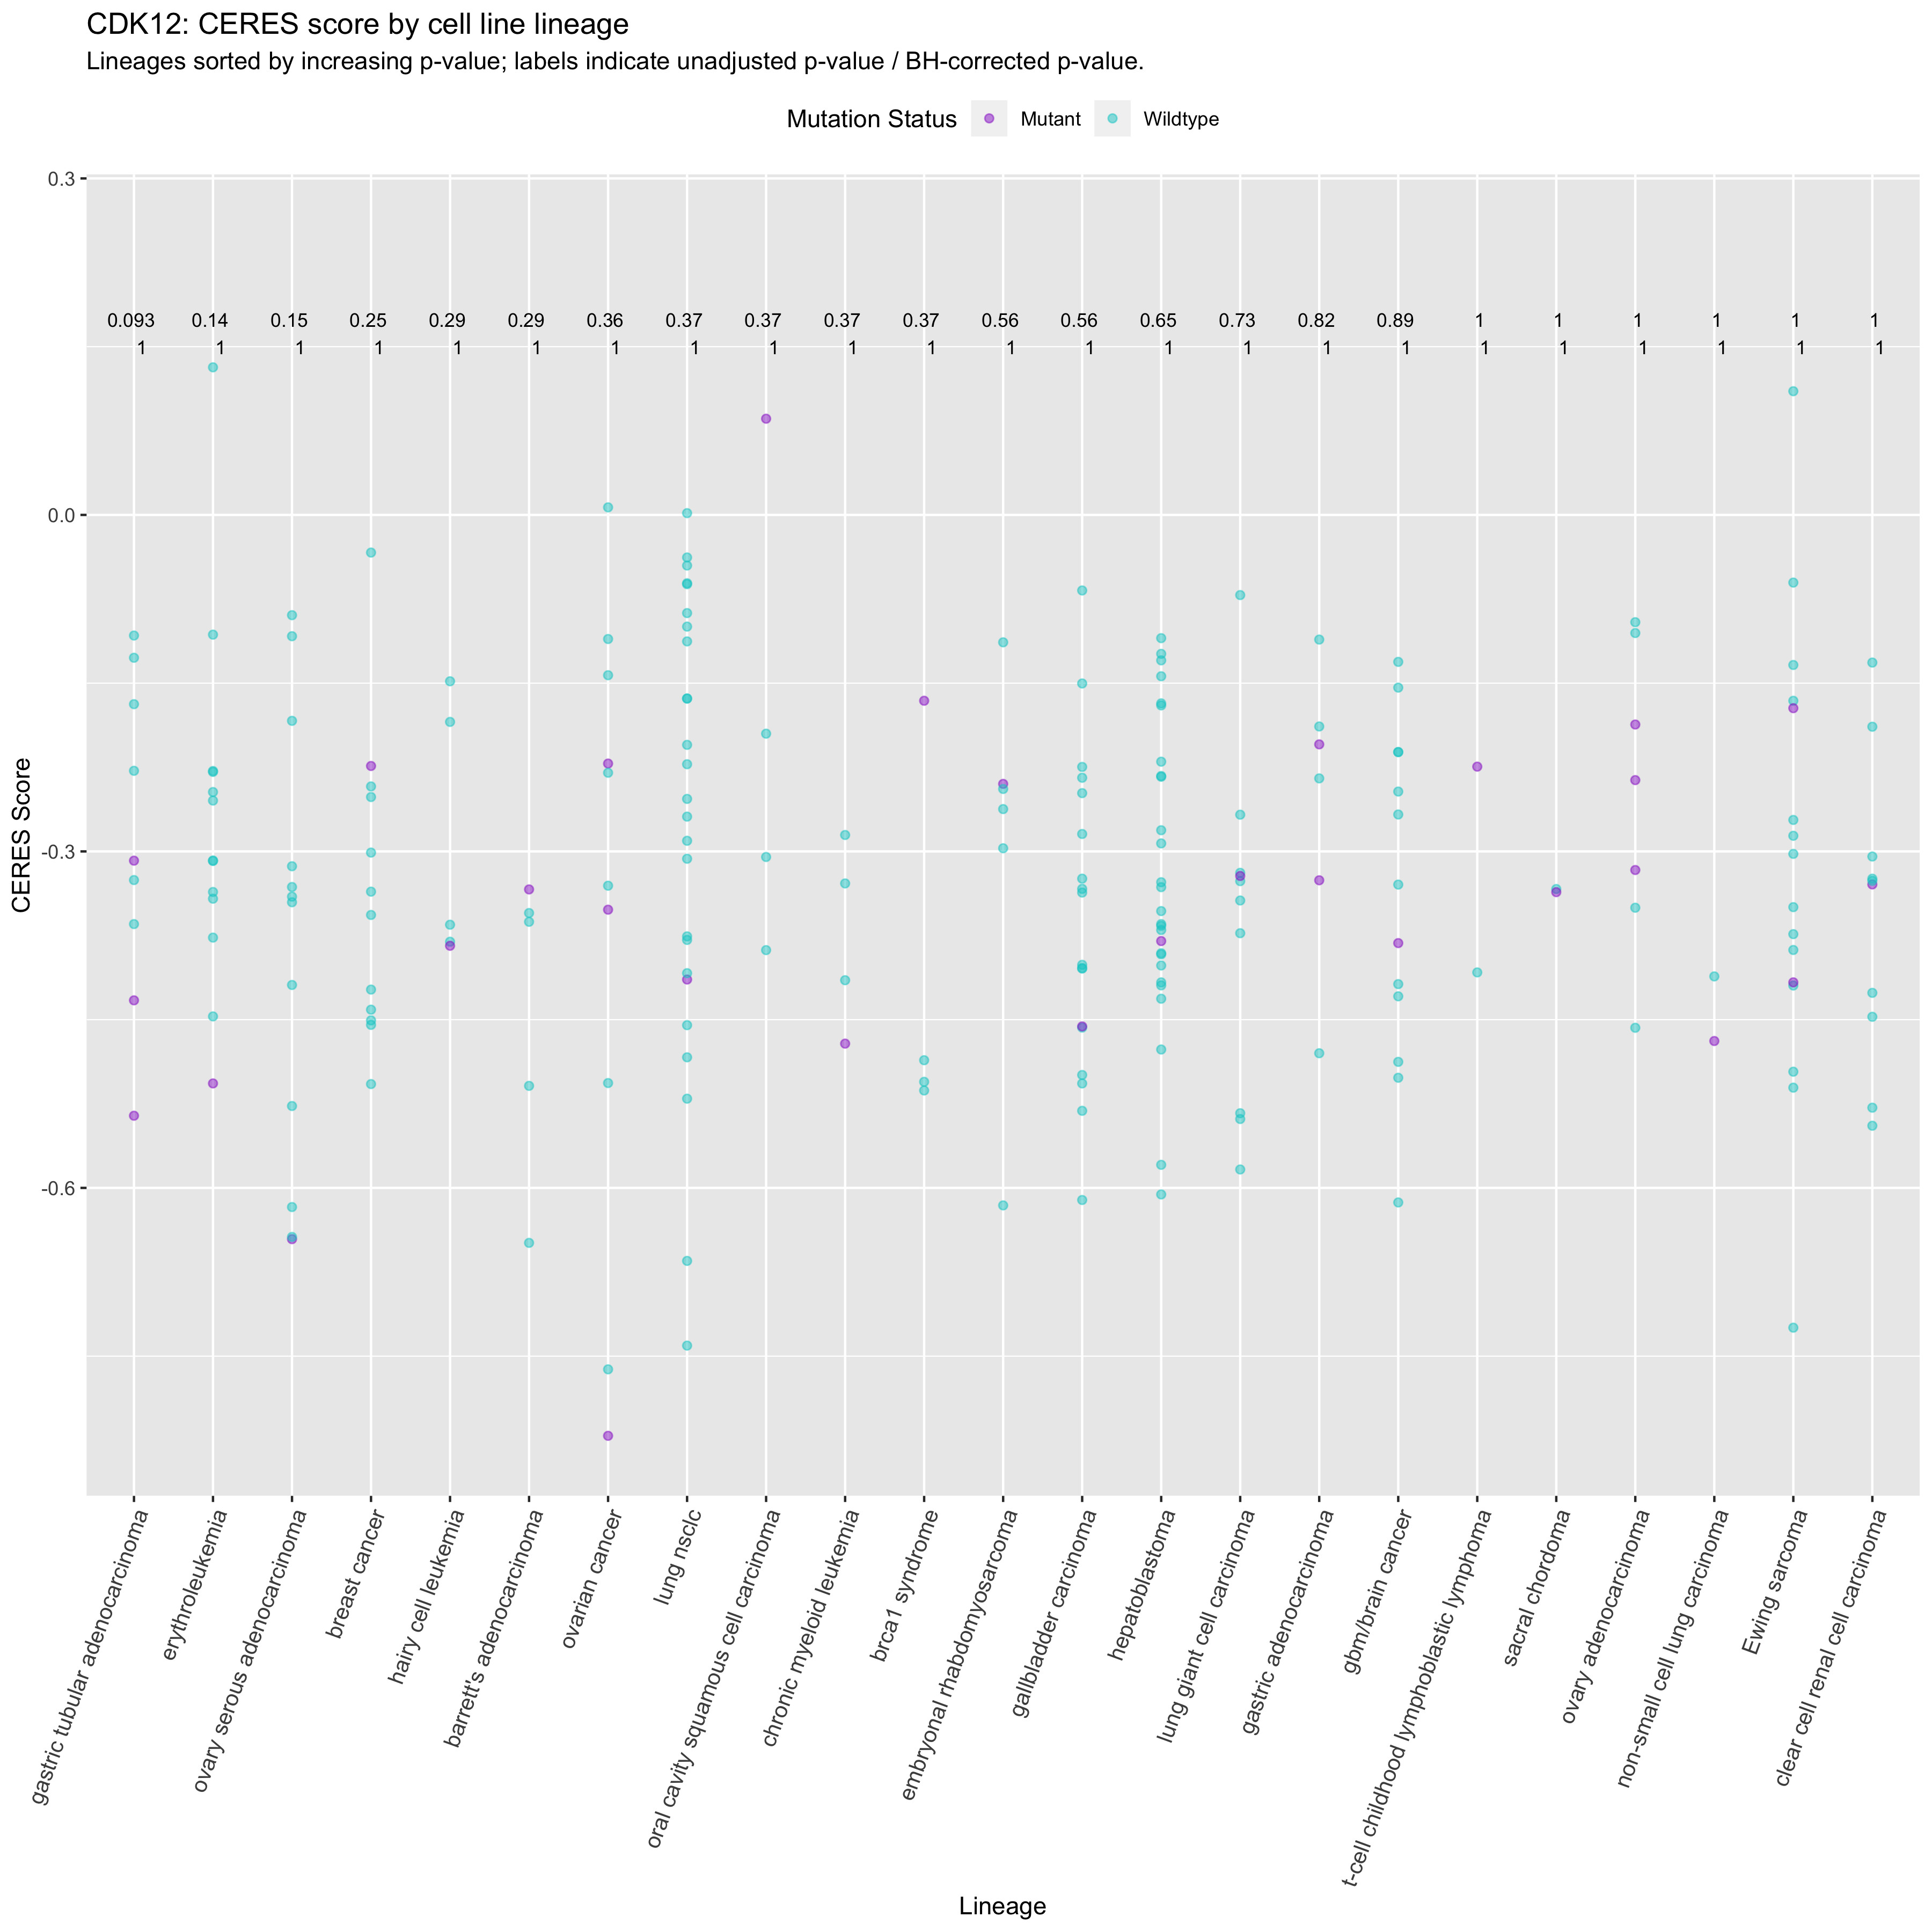 CDK12: CERES score by cell line lineage
Lineages sorted by increasing p-value; labels indicate unadjusted p-value / BH-corrected p-value.
Mutation Status Mutant Wildtype
0.3
0.093 0.14 0.15 0.25 0.29 0.29 0.36 0.37 0.37 0.37 0.37 0.56 0.56 0.65 0.73 0.82 0.89 1 1 1 1 1 1
1 1 1 1 1 1 1 1 1 1 1 1 1 1 1 1 1 1 1 1 1 1 1
0.0
-0.3
-0.6
CERES Score
gastric tubular adenocarcinoma
erythroleukemia
ovary serous adenocarcinoma
breast cancer
hairy cell leukemia
barrett's adenocarcinoma
ovarian cancer
lung nsclc
oral cavity squamous cell carcinoma
chronic myeloid leukemia
brca1 syndrome
embryonal rhabdomyosarcoma
gallbladder carcinoma
hepatoblastoma
lung giant cell carcinoma
gastric adenocarcinoma
gbm/brain cancer
t-cell childhood lymphoblastic lymphoma
sacral chordoma
ovary adenocarcinoma
non-small cell lung carcinoma
Ewing sarcoma
clear cell renal cell carcinoma
Lineage